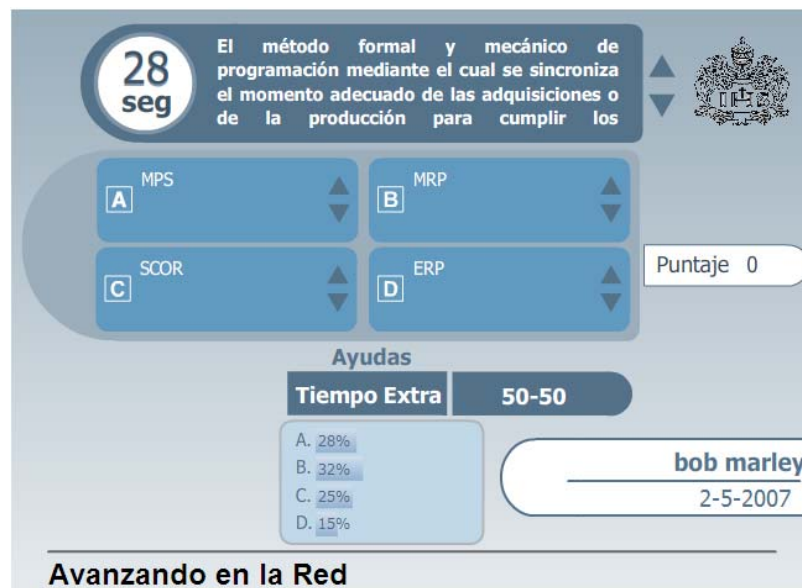 28
seg
El método formal y mecánico de
programación mediante el cual se sincroniza
el momento adecuado de las adquisiciones o
de la producción para cumplir los
A MPS
B MRP
C SCOR
D ERP
Puntaje 0
Ayudas
Tiempo Extra
50-50
A. 28%
B. 32%
C. 25%
D. 15%
bob marley
2-5-2007
Avanzando en la Red